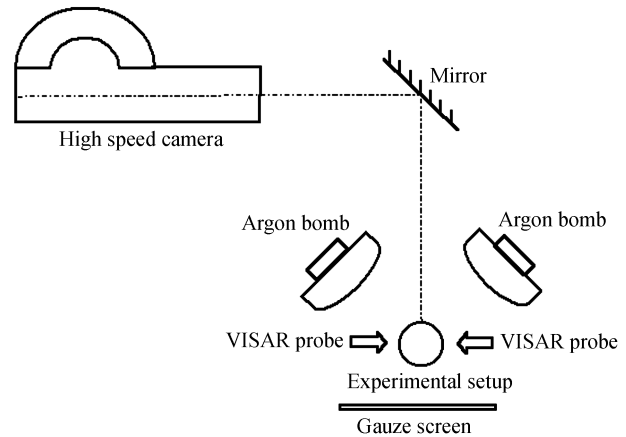 Mirror
High speed camera
Argon bomb
Argon bomb
VISAR probe
VISAR probe
Experimental setup
Gauze screen